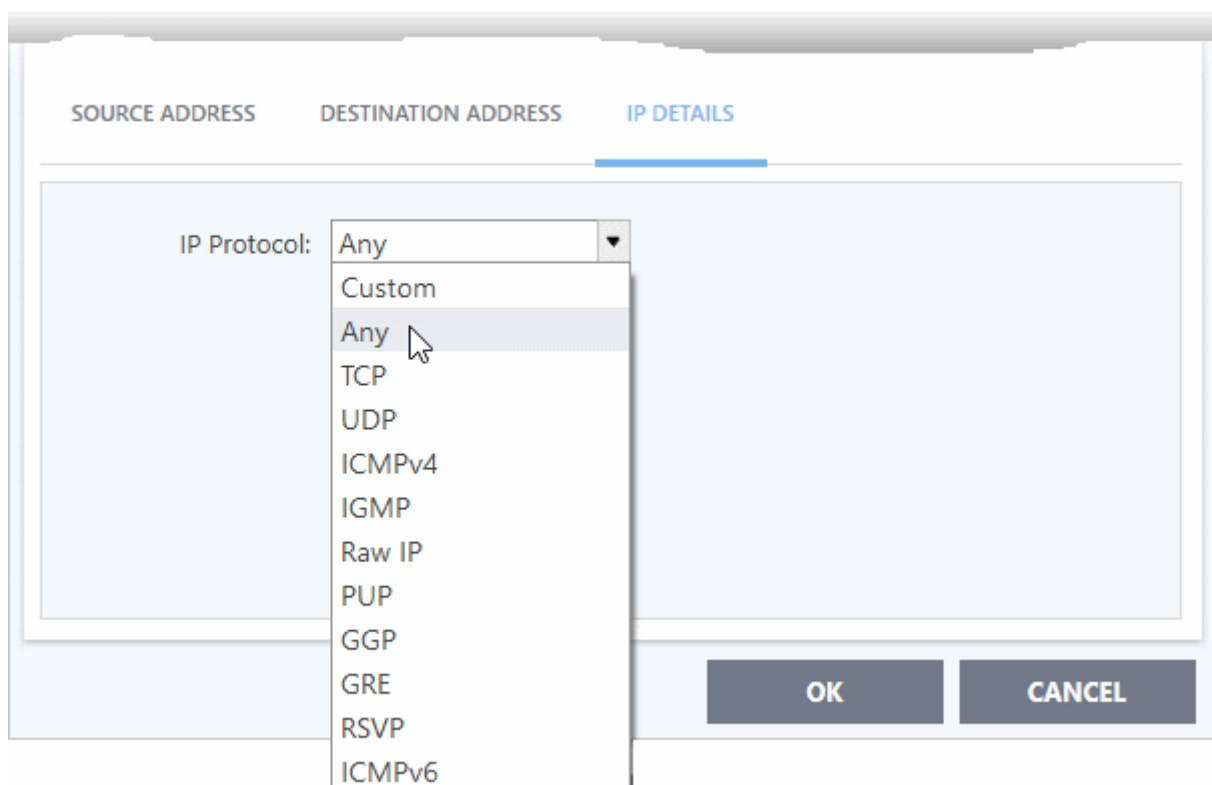 SOURCE ADDRESS DESTINATION ADDRESS IP DETAILS
IP Protocol: Any
Custom
Any
TCP
UDP
ICMPv4
IGMP
Raw IP
PUP
GGP
GRE
RSVP
ICMPv6
OK CANCEL